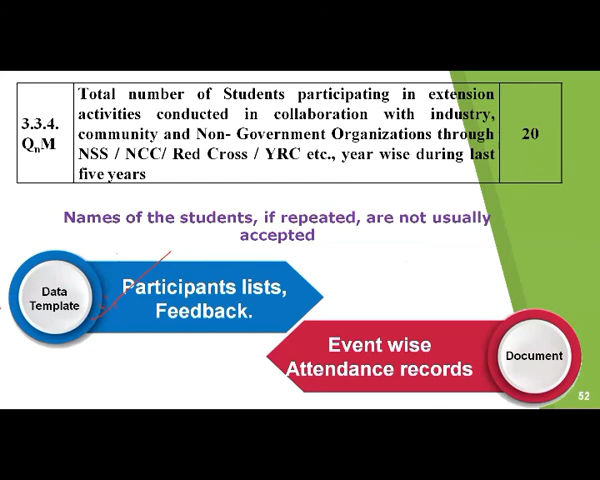 3.3.4.
QnM
Total number of Students participating in extension
activities conducted in collaboration with industry,
community and Non- Government Organizations through
NSS / NCC/ Red Cross / YRC etc., year wise during last
five years
20
Names of the students, if repeated, are not usually
accepted
Data
Template
Participants lists,
Feedback.
Event wise
Attendance records
Document
52